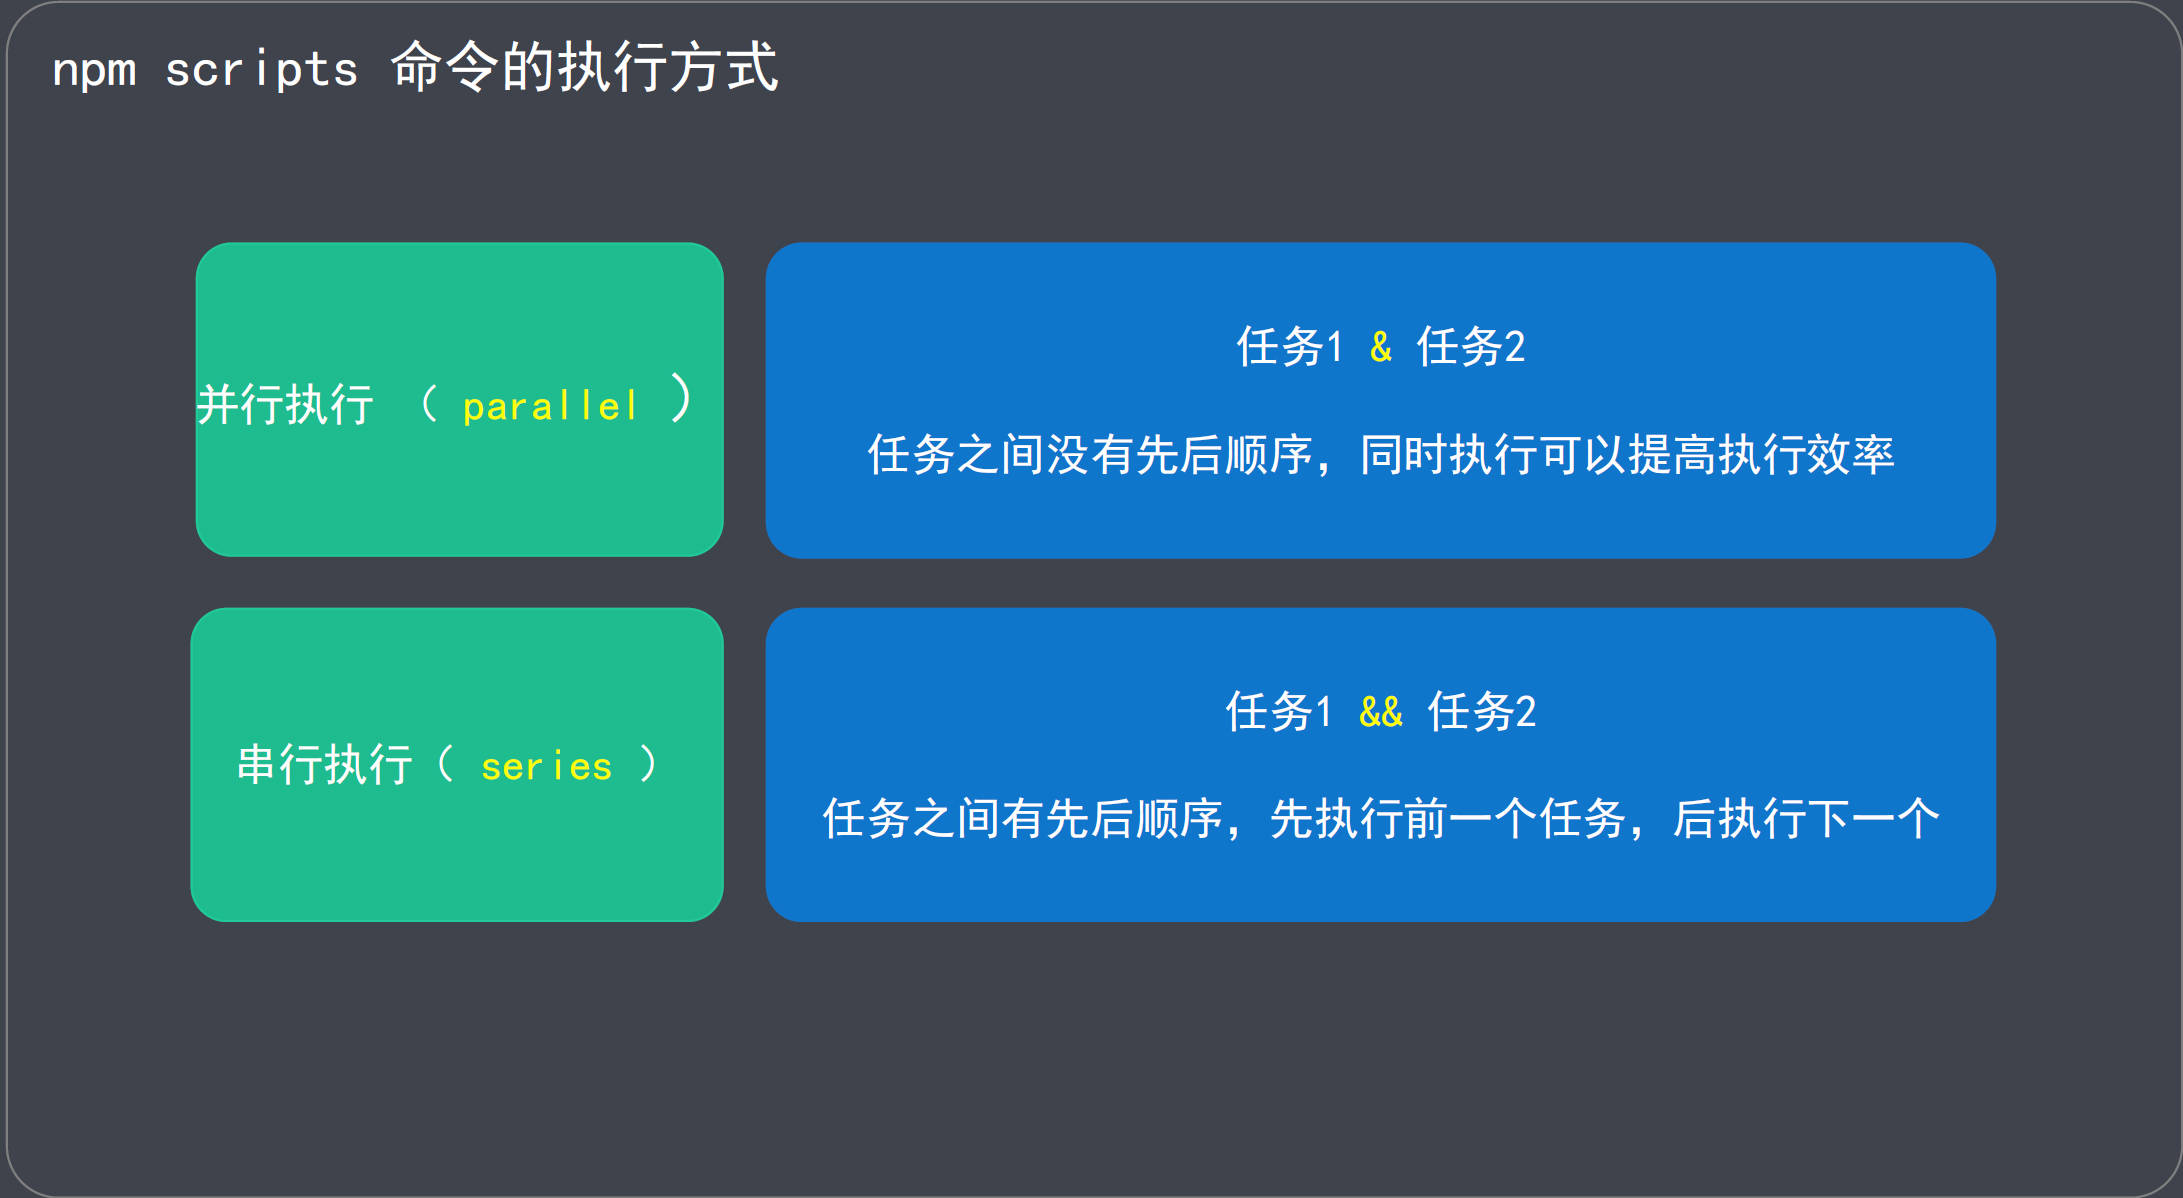 npm scripts 命令的执行方式
并行执行 （ parallel ）
任务1 & 任务2
任务之间没有先后顺序，同时执行可以提高执行效率
串行执行（ series ）
任务1 && 任务2
任务之间有先后顺序，先执行前一个任务，后执行下一个